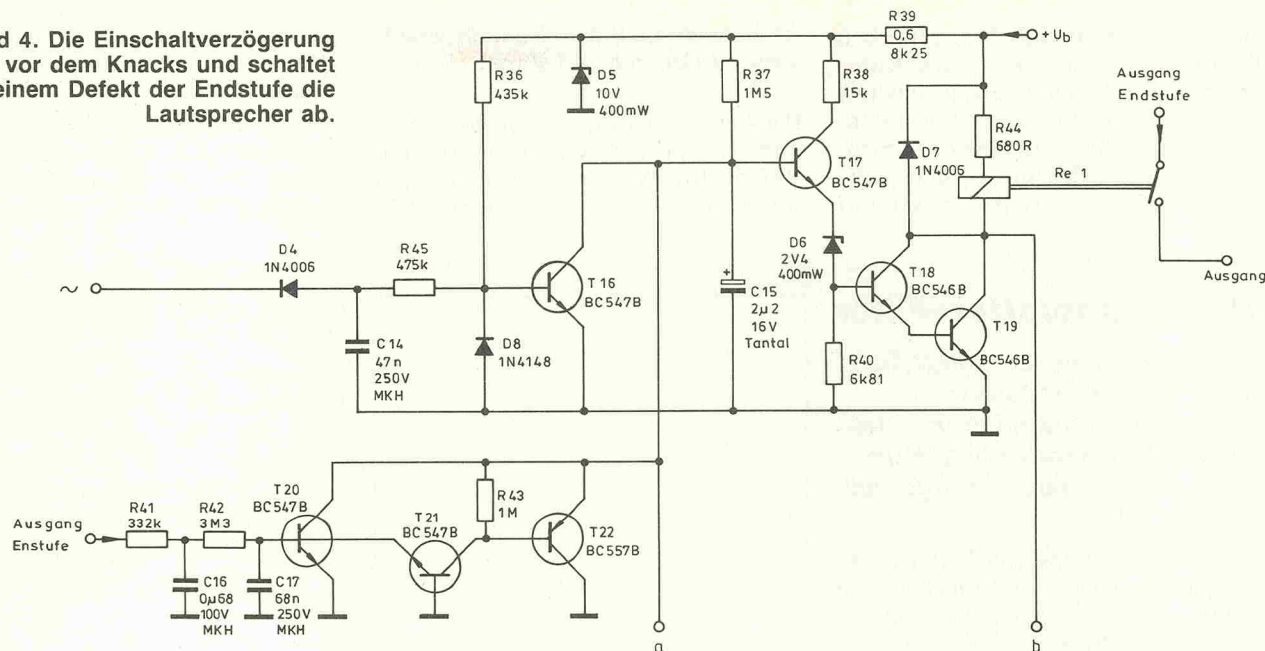 d 4. Die Einschaltverzögerung
vor dem Knacks und schaltet
einem Defekt der Endstufe die
Lautsprecher ab.
R39
0,6
8k25
+Ub
R36
435k
D5
10V
400mW
R37
1M5
R38
15k
Ausgang
Endstufe
D7
1N4006
R44
680R
T17
BC547B
Re 1
D4
1N4006
R45
475k
D6
2V4
400mW
~
T16
BC547B
T18
BC546B
Ausgang
+
C15
2µ2
16V
Tantal
T19
BC546B
C14
47n
250V
MKH
D8
1N4148
R40
6k81
R41
332k
R42
3M3
T20
BC547B
T21
BC547B
R43
1M
T22
BC557B
Ausgang
Enstufe
C16
0µ68
100V
MKH
C17
68n
250V
MKH
a
b